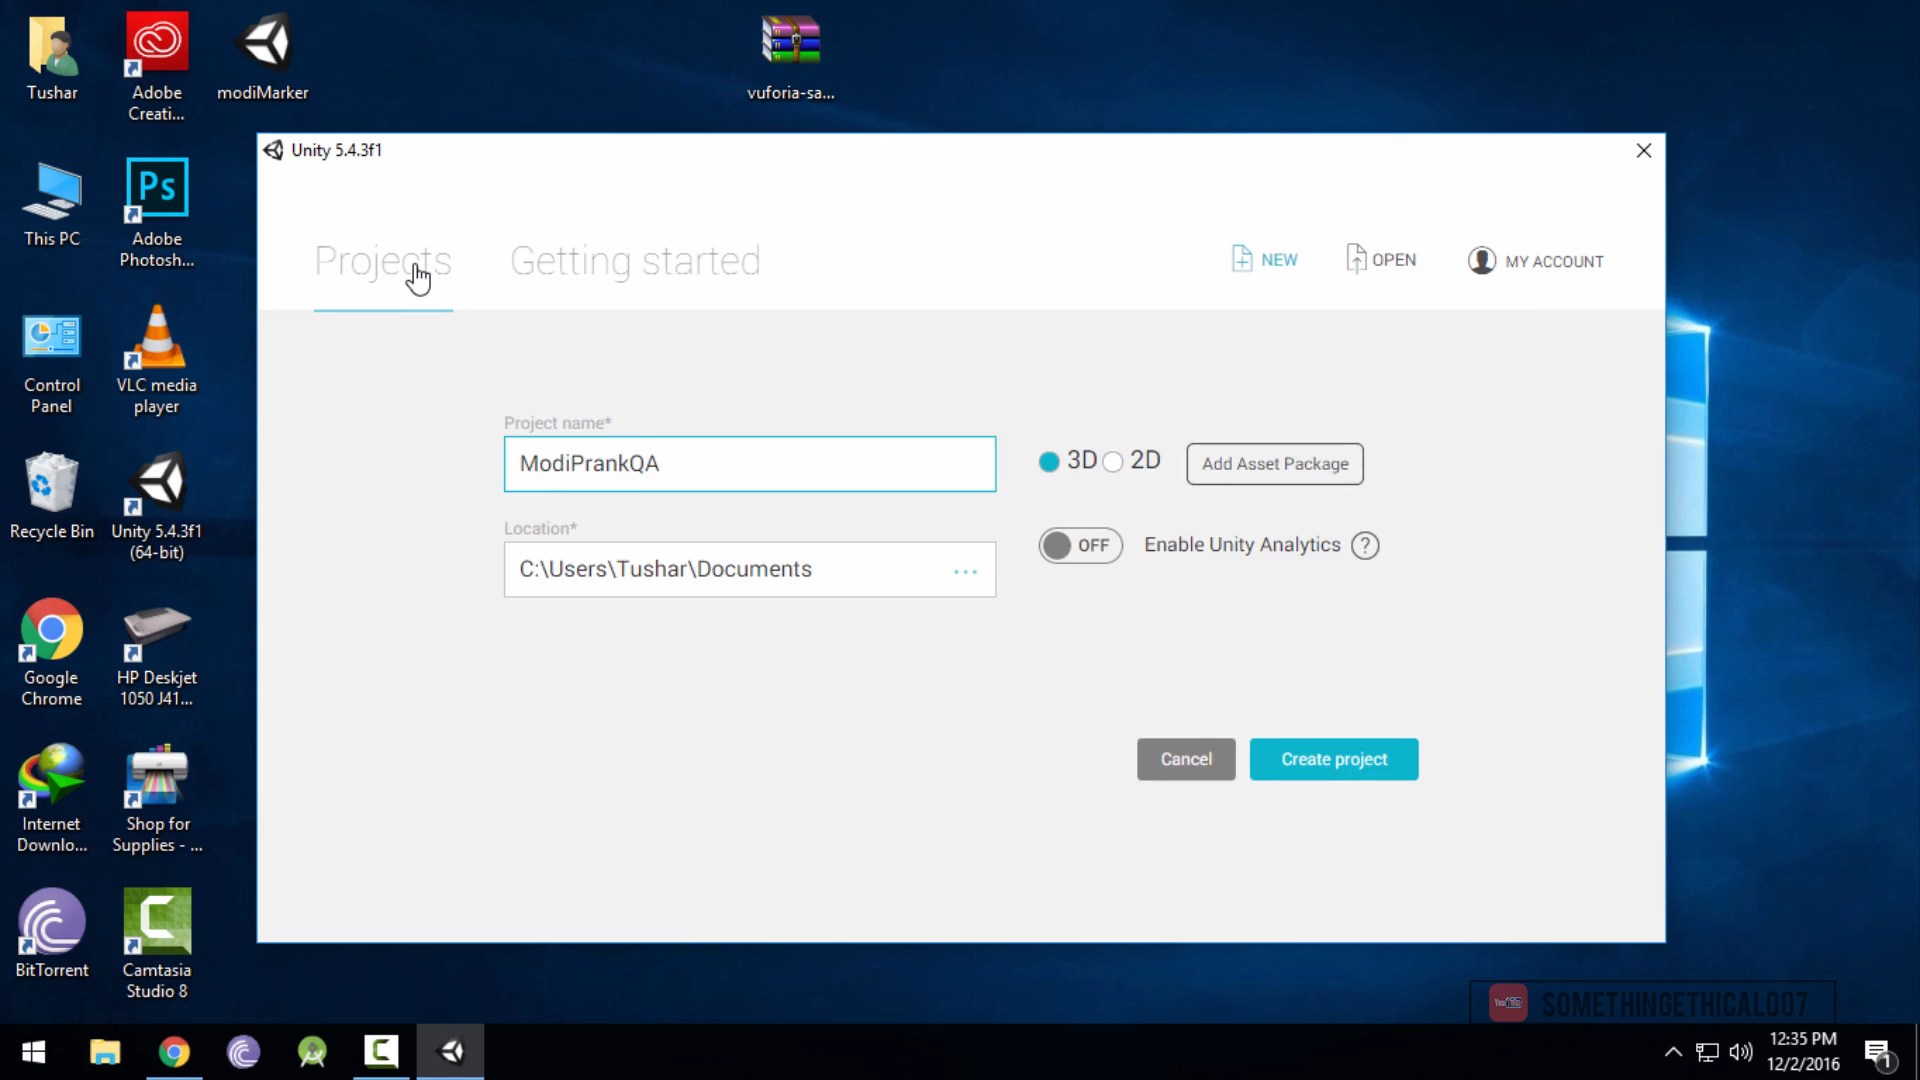 Tushar
Adobe
Creati...
modiMarker
vuforia-sa...
Unity 5.4.3f1
Projects
Getting started
NEW
OPEN
MY ACCOUNT
Ps
This PC
Adobe
Photosh...
Control
Panel
VLC media
player
Project name*
ModiPrankQA
3D
2D
Add Asset Package
Location*
C:\Users\Tushar\Documents
...
OFF
Enable Unity Analytics
?
Recycle Bin
Unity 5.4.3f1
(64-bit)
Google
Chrome
HP Deskjet
1050 J41...
Cancel
Create project
Internet
Downlo...
Shop for
Supplies - ...
BitTorrent
Camtasia
Studio 8
YouTube
SOMETHINGETHICAL007
12:35 PM
12/2/2016
1